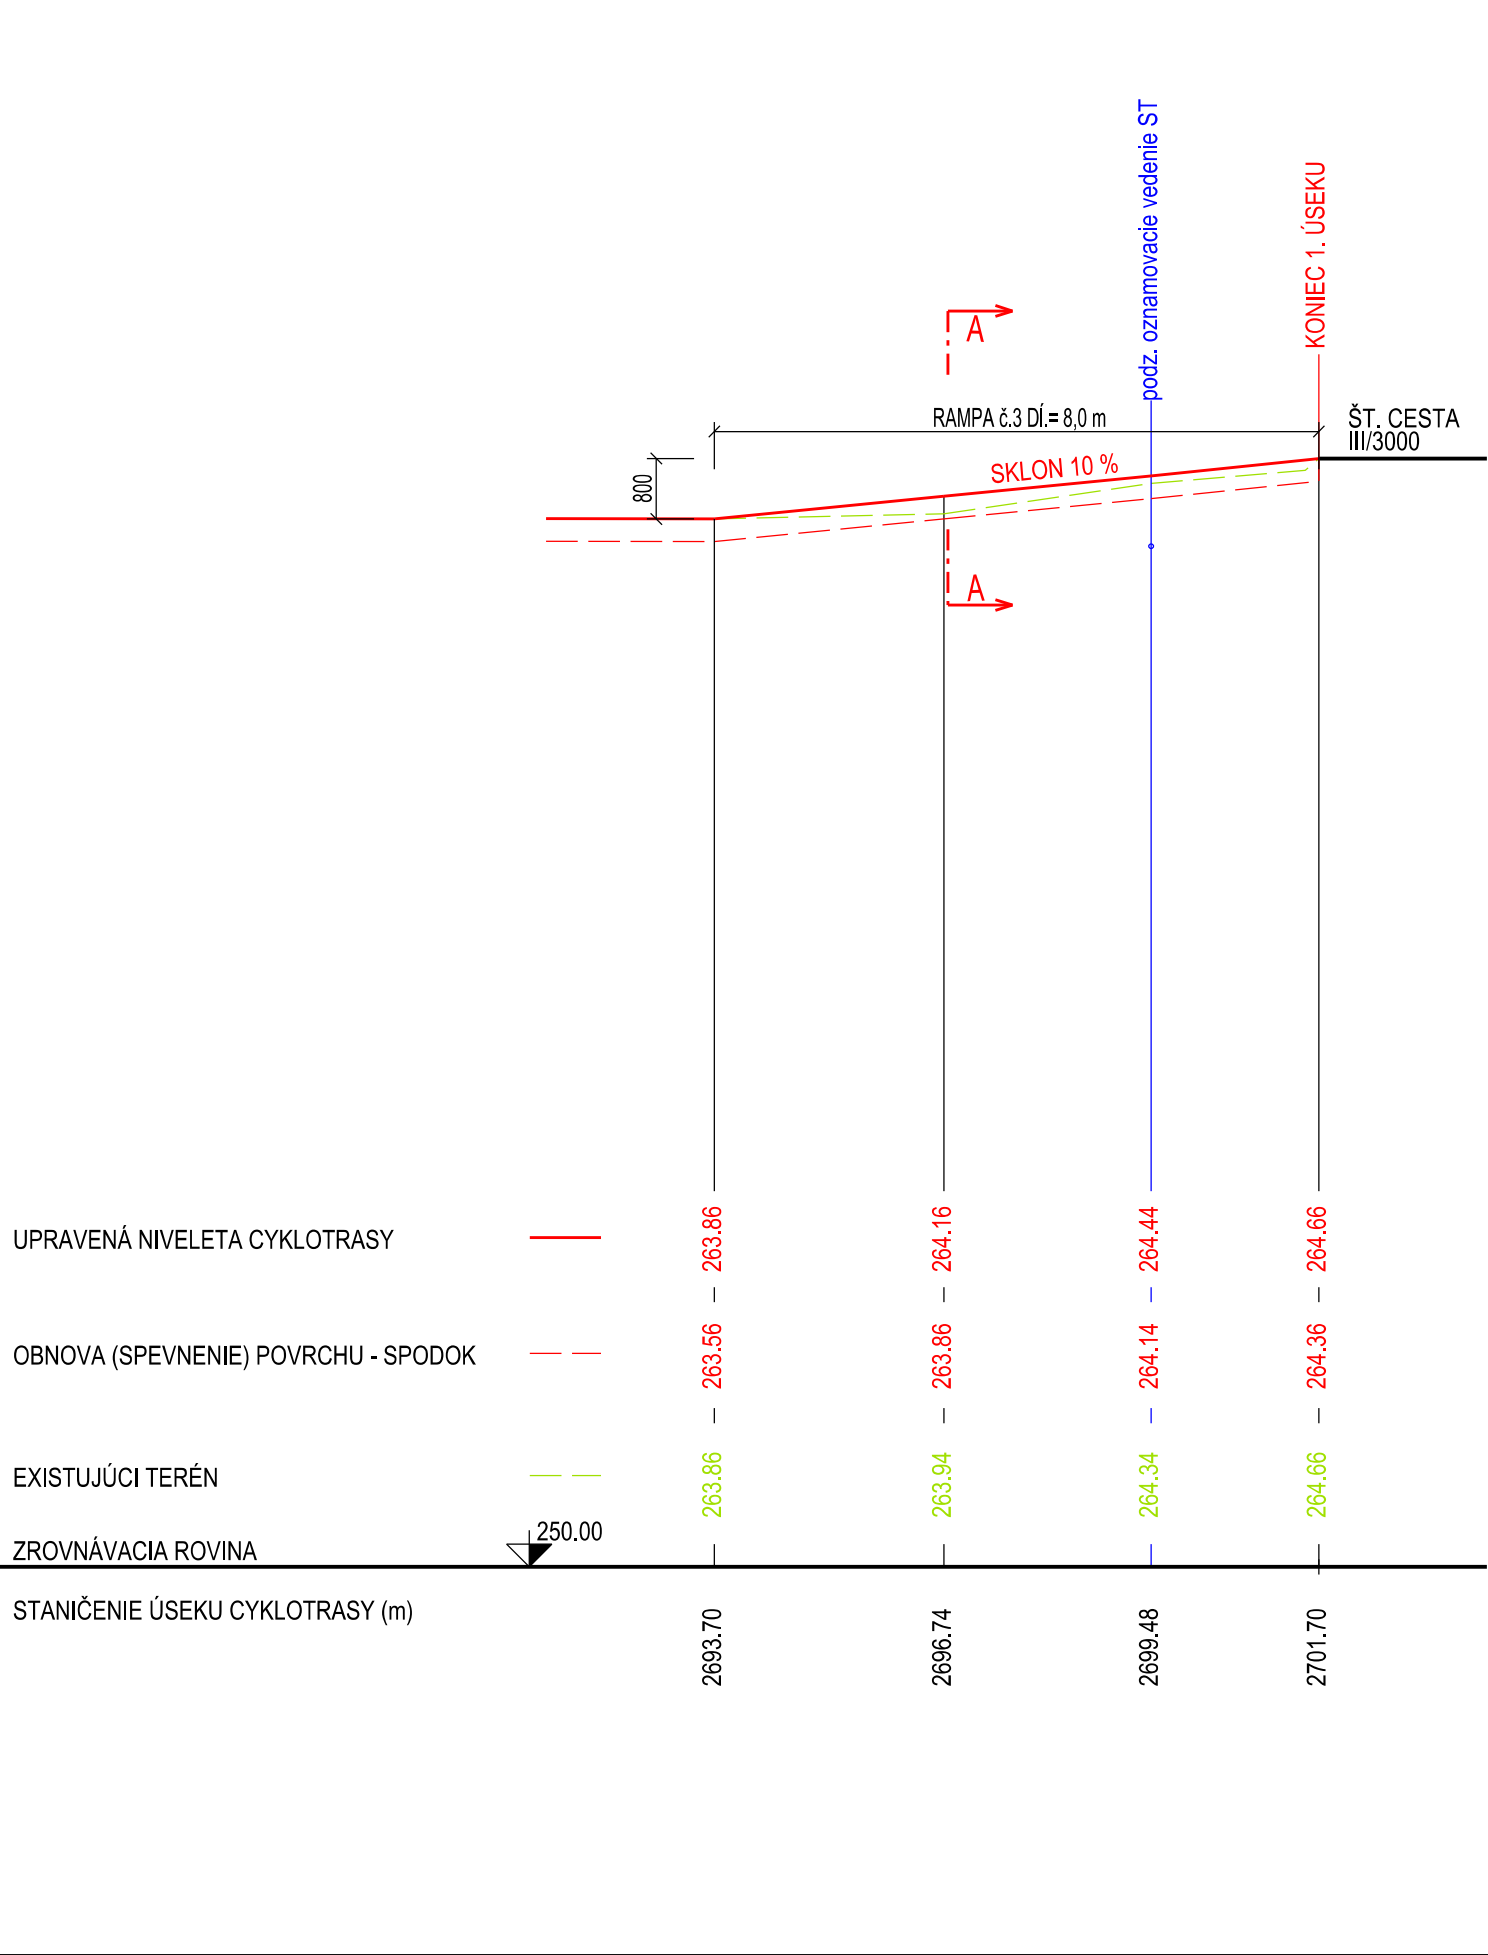 podz. oznamovacie vedenie ST
KONIEC 1. ÚSEKU
A
RAMPA č.3 Dĺ.= 8,0 m
ŠT. CESTA
III/3000
SKLON 10 %
800
A
UPRAVENÁ NIVELETA CYKLOTRASY
263.86
264.16
264.44
264.66
OBNOVA (SPEVNENIE) POVRCHU - SPODOK
263.56
263.86
264.14
264.36
EXISTUJÚCI TERÉN
263.86
263.94
264.34
264.66
ZROVNÁVACIA ROVINA
250.00
STANIČENIE ÚSEKU CYKLOTRASY (m)
2693.70
2696.74
2699.48
2701.70